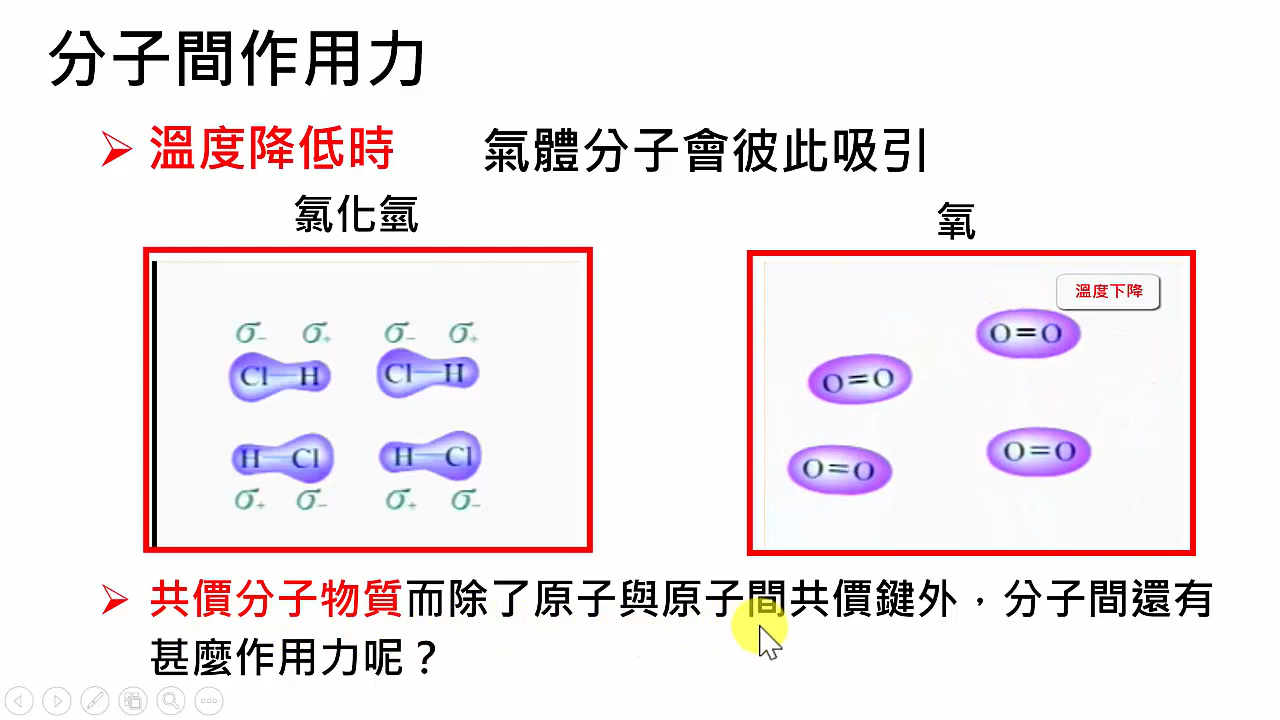 分子間作用力
溫度降低時 氣體分子會彼此吸引
氯化氫 氧
溫度下降
σ₋ σ₊ σ₋ σ₊
Cl—H Cl—H
H—Cl H—Cl
σ₊ σ₋ σ₊ σ₋
O=O
O=O
O=O
O=O
共價分子物質而除了原子與原子間共價鍵外，分子間還有
甚麼作用力呢？